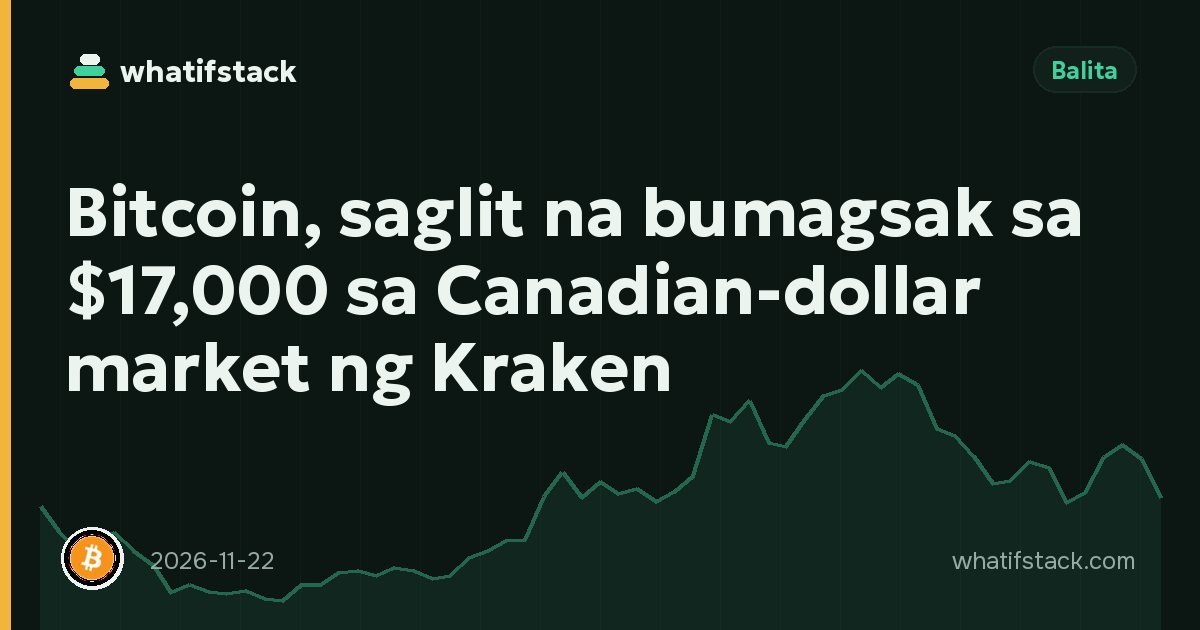 whatifstack
Balita
Bitcoin, saglit na bumagsak sa
$17,000 sa Canadian-dollar
market ng Kraken
2026-11-22
whatifstack.com